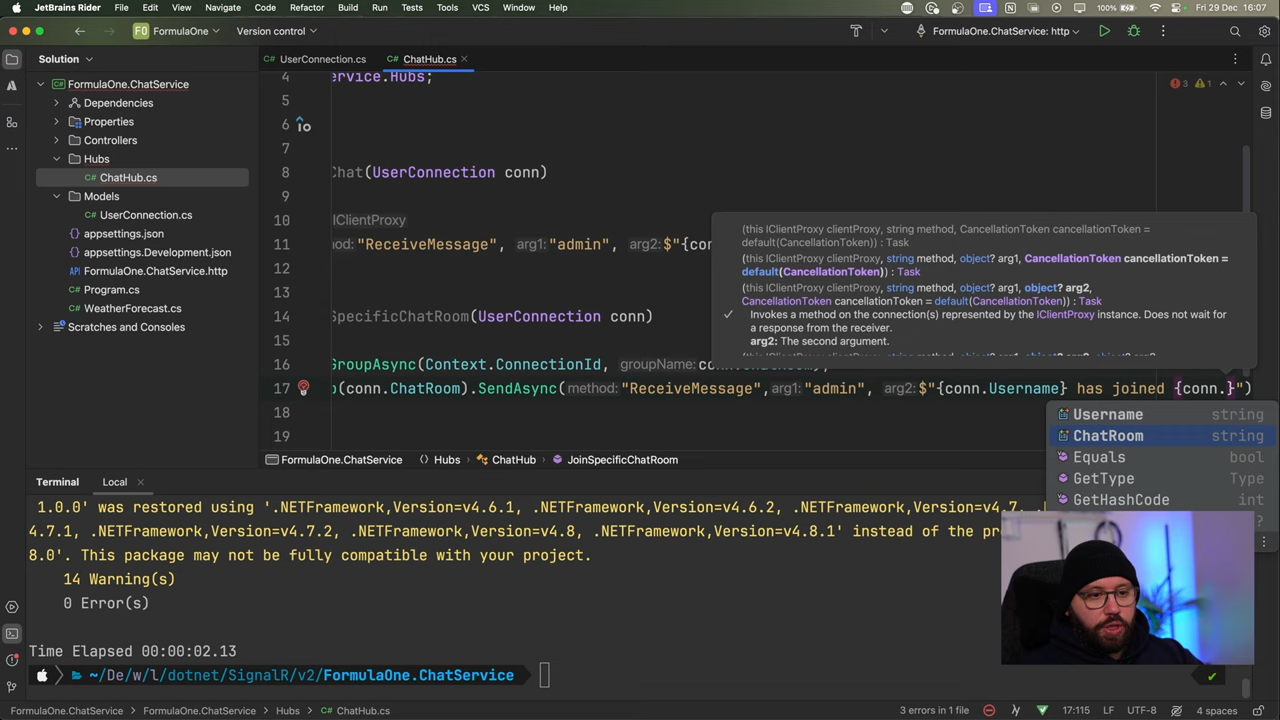 JetBrains Rider File Edit View Navigate Code Refactor Build Run Tests Tools VCS Window Help 100% Fri 29 Dec 16:07
FO FormulaOne Version control FormulaOne.ChatService: http
Solution
UserConnection.cs ChatHub.cs
FormulaOne.ChatService
Dependencies
Properties
Controllers
Hubs
C# ChatHub.cs
Models
C# UserConnection.cs
appsettings.json
appsettings.Development.json
FormulaOne.ChatService.http
C# Program.cs
C# WeatherForecast.cs
Scratches and Consoles
3 1
4 ervice.Hubs;
5
6
7
8 Chat(UserConnection conn)
9
10 IClientProxy
11 hod: "ReceiveMessage", arg1: "admin", arg2: $"{con
12
13
14 SpecificChatRoom(UserConnection conn)
15
16 GroupAsync(Context.ConnectionId, groupName: conn.
17 p(conn.ChatRoom).SendAsync(method: "ReceiveMessage", arg1: "admin", arg2: $"{conn.Username} has joined {conn.}")
18
19
(this IClientProxy clientProxy, string method, CancellationToken cancellationToken =
default(CancellationToken)) : Task
(this IClientProxy clientProxy, string method, object? arg1, CancellationToken cancellationToken =
default(CancellationToken)) : Task
(this IClientProxy clientProxy, string method, object? arg1, object? arg2,
CancellationToken cancellationToken = default(CancellationToken)) : Task
Invokes a method on the connection(s) represented by the IClientProxy instance. Does not wait for
a response from the receiver.
arg2: The second argument.
Username string
ChatRoom string
Equals bool
GetType Type
GetHashCode int
FormulaOne.ChatService Hubs ChatHub JoinSpecificChatRoom
Terminal Local
1.0.0' was restored using '.NETFramework,Version=v4.6.1, .NETFramework,Version=v4.6.2, .NETFramework,Version=v4.7,
4.7.1, .NETFramework,Version=v4.7.2, .NETFramework,Version=v4.8, .NETFramework,Version=v4.8.1' instead of the pr
8.0'. This package may not be fully compatible with your project.
14 Warning(s)
0 Error(s)
Time Elapsed 00:00:02.13
~/De/w/l/dotnet/SignalR/v2/FormulaOne.ChatService
FormulaOne.ChatService FormulaOne.ChatService Hubs C# ChatHub.cs 3 errors in 1 file 17:115 LF UTF-8 4 spaces